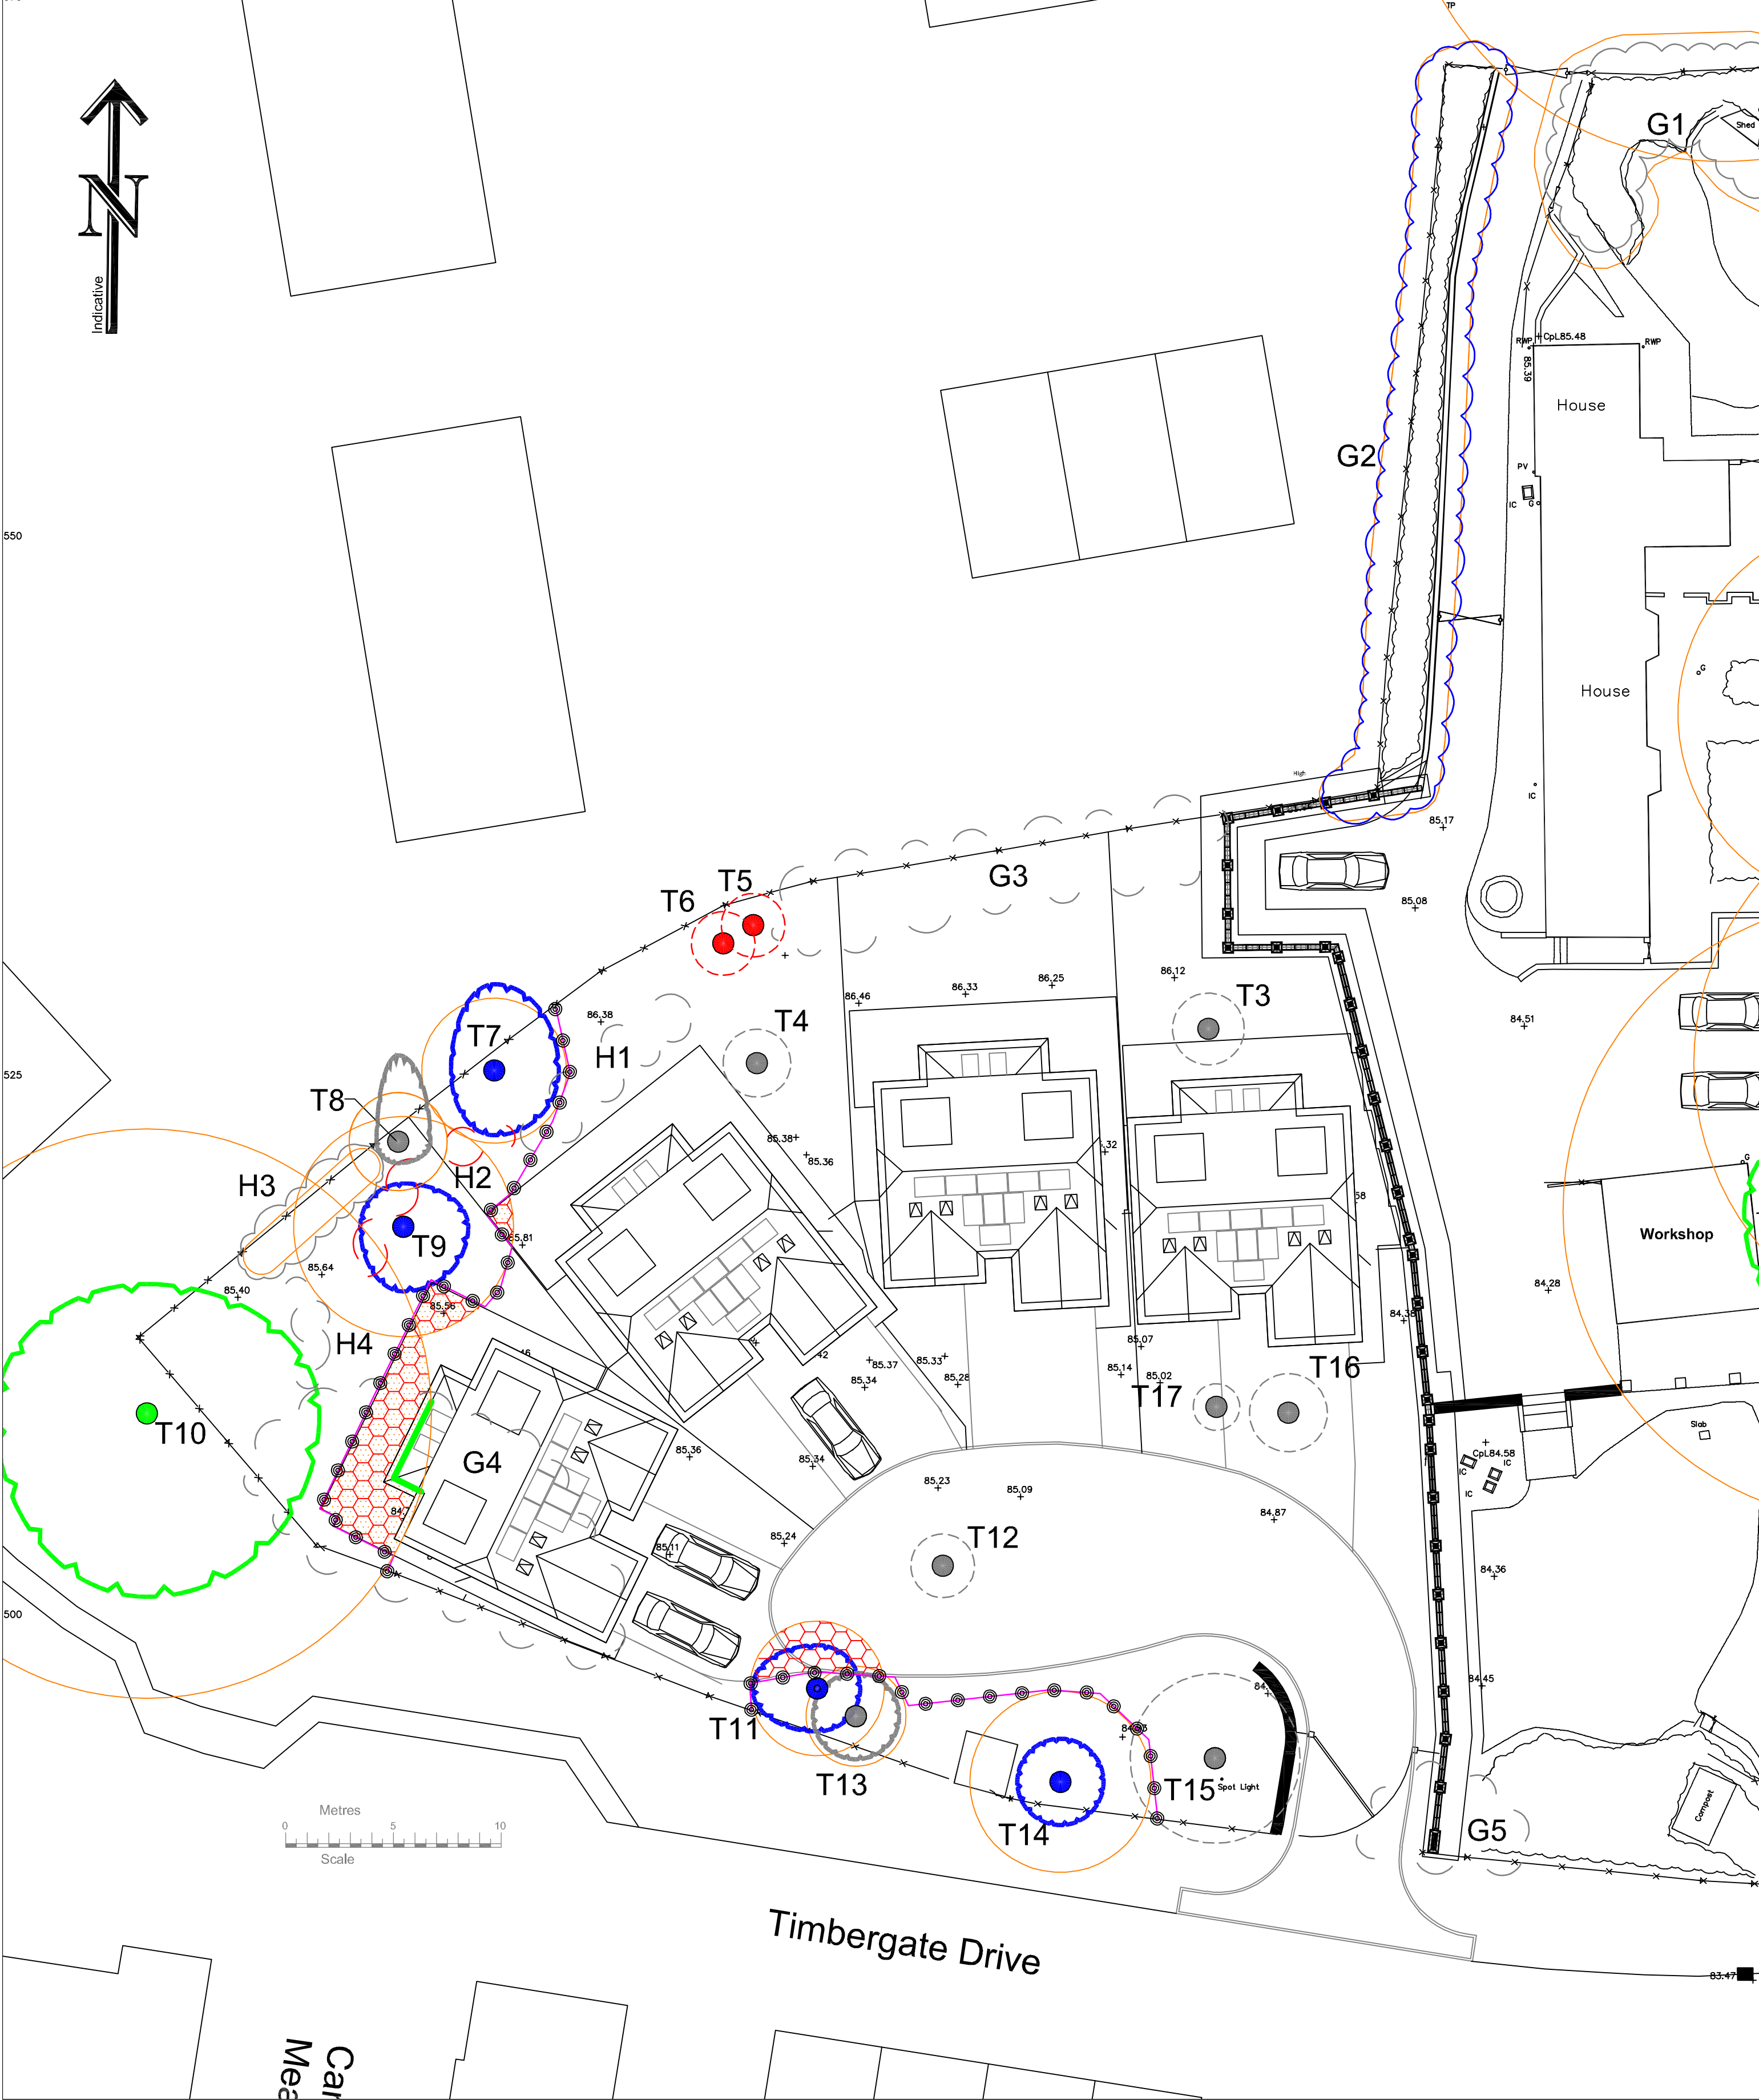 TP
G1
Shed
N
Indicative
CpL85.48
RWP
RWP
85.39
House
G2
PV
IC
G
550
G
House
High
IC
85.17
G3
T5
T6
85.08
86.12
86.25
86.33
86.46
T3
84.51
T4
86.38
T7
H1
525
T8
85.38
85.36
G
H2
H3
T9
85.81
Workshop
85.64
85.40
84.28
85.56
84.38
H4
85.07
85.37
85.33
85.34
85.28
85.14
85.02
T16
T17
T10
Slab
85.36
G4
85.34
CpL84.58
IC
IC
IC
85.23
85.09
84.87
85.24
T12
85.11
84.36
500
84.45
T11
T13
T15
Spot Light
T14
G5
Compost
Metres
0 5 10
Scale
Timbergate Drive
83.47
Car
Mea